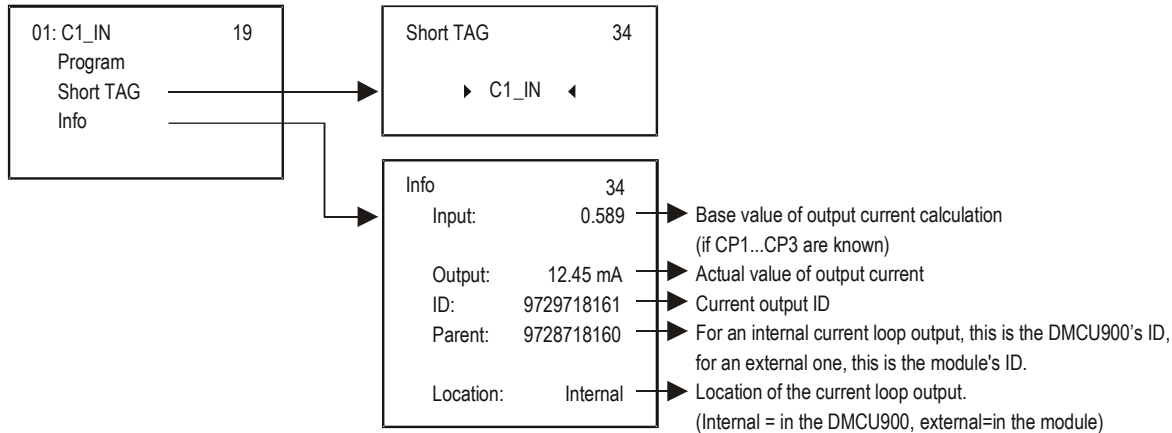 01: C1_IN 19
Program
Short TAG
Info
Short TAG 34
C1_IN
Info 34
Input: 0.589 Base value of output current calculation
(if CP1...CP3 are known)
Output: 12.45 mA Actual value of output current
ID: 9729718161 Current output ID
Parent: 9728718160 For an internal current loop output, this is the DMCU900's ID,
for an external one, this is the module's ID.
Location: Internal Location of the current loop output.
(Internal = in the DMCU900, external=in the module)